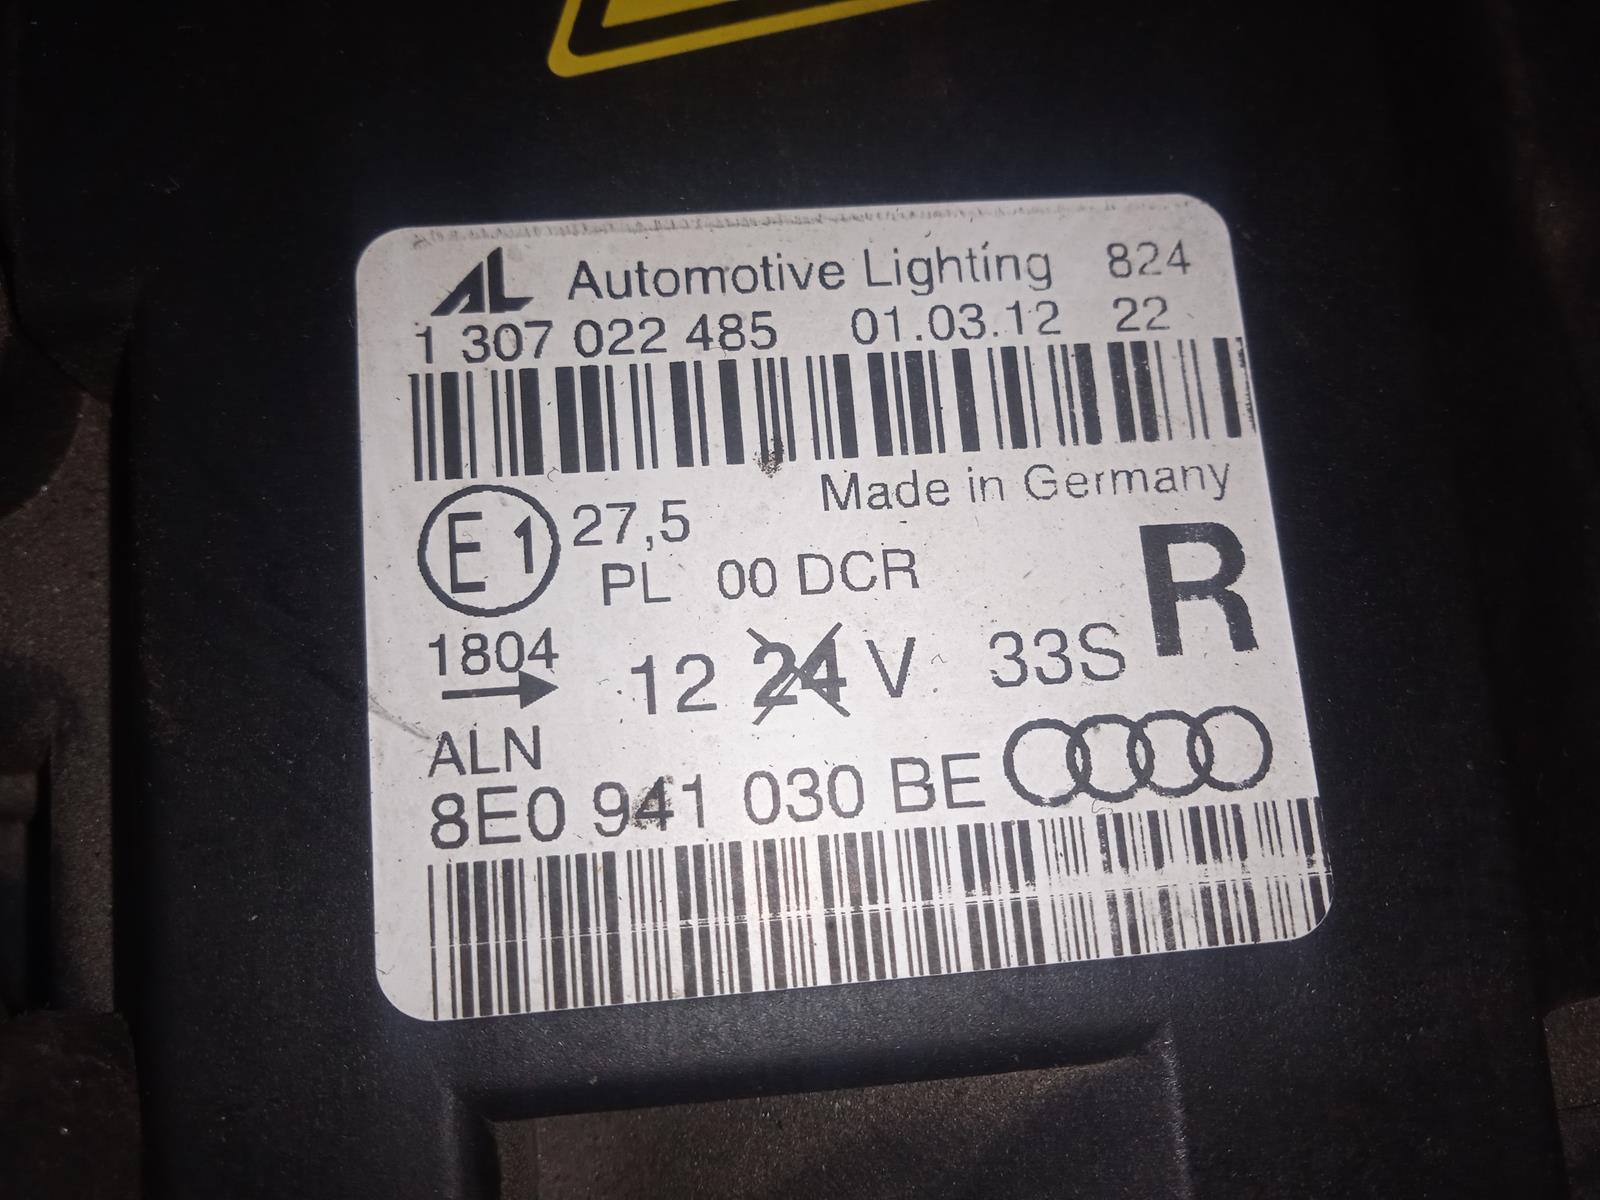 AL Automotive Lighting 824
1 307 022 485 01.03.12 22
Made in Germany
E1 27,5
PL 00 DCR R
1804
12 24 V 33S
ALN
8E0 941 030 BE